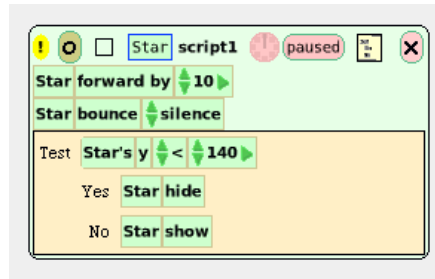 ! O Star script1 paused
Star forward by 10
Star bounce silence
Test Star's y < 140
Yes Star hide
No Star show